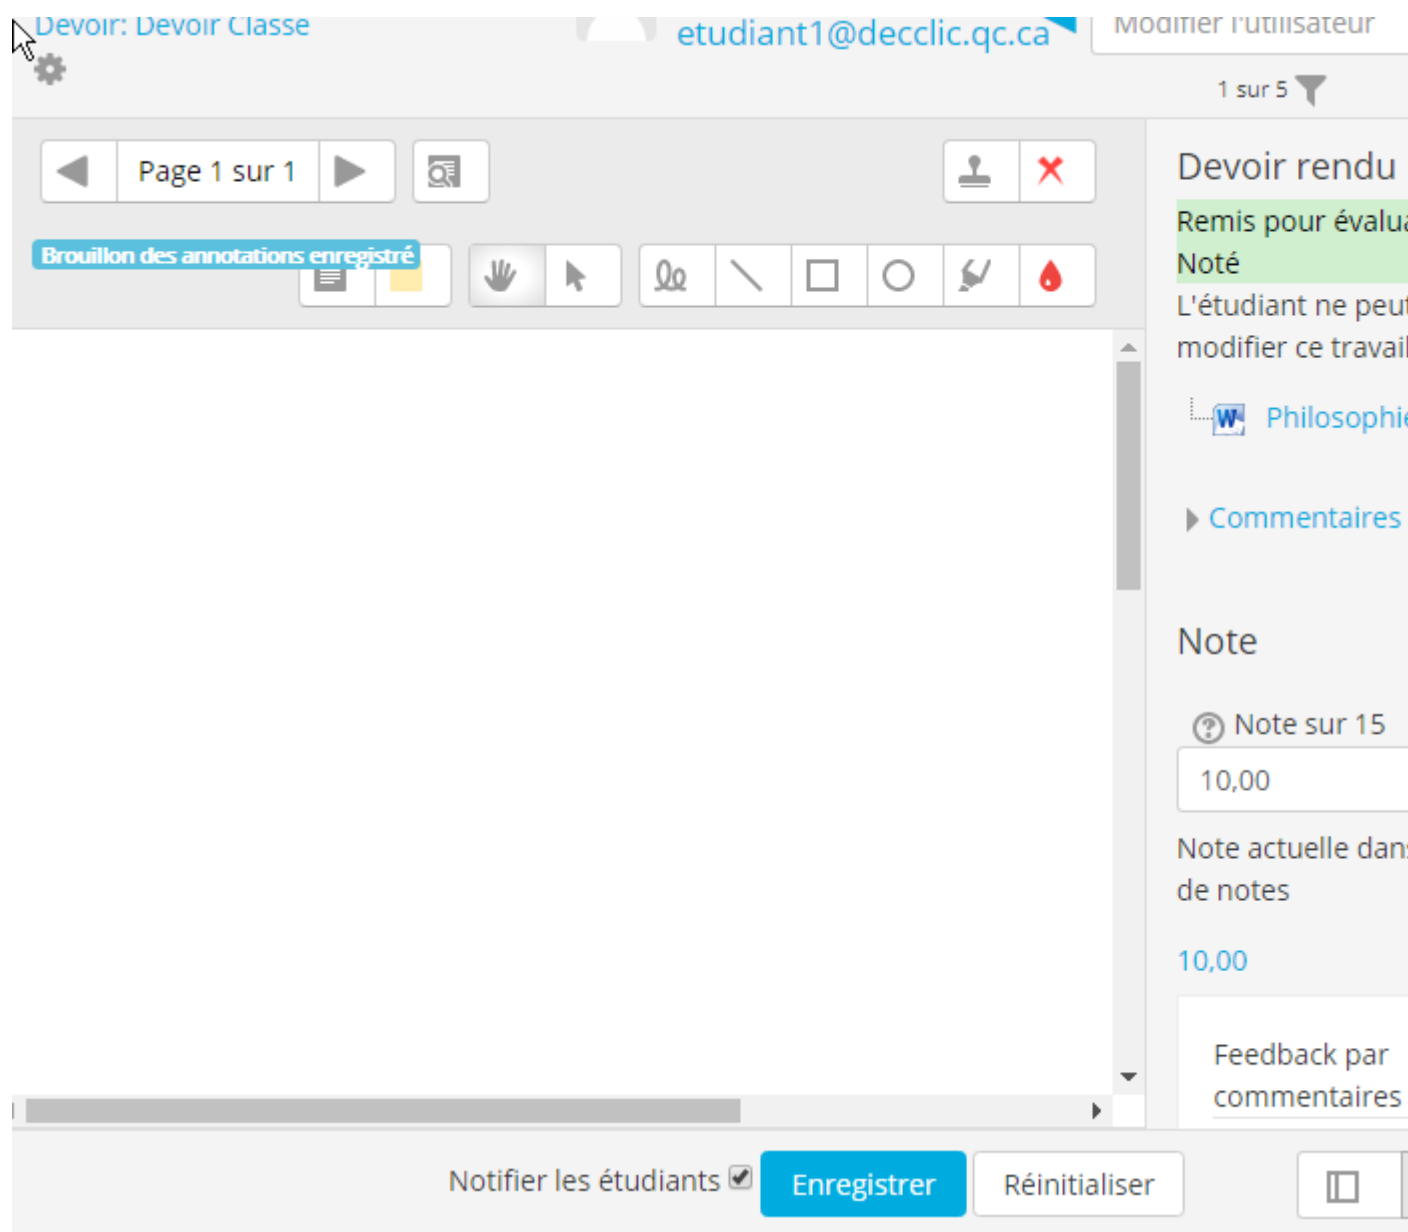 Devoir: Devoir Classe
etudiant1@decclic.qc.ca
Modifier l'utilisateur
1 sur 5
Page 1 sur 1
Brouillon des annotations enregistré
Devoir rendu
Remis pour évalua
Noté
L'étudiant ne peut
modifier ce travail
Philosophie
Commentaires
Note
Note sur 15
10,00
Note actuelle dans
de notes
10,00
Feedback par
commentaires
Notifier les étudiants
Enregistrer
Réinitialiser